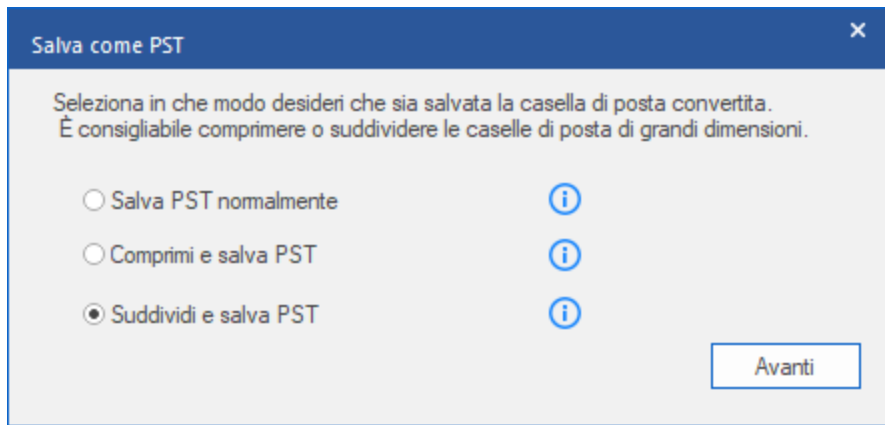 Salva come PST
Seleziona in che modo desideri che sia salvata la casella di posta convertita.
È consigliabile comprimere o suddividere le caselle di posta di grandi dimensioni.
Salva PST normalmente
Comprimi e salva PST
Suddividi e salva PST
Avanti